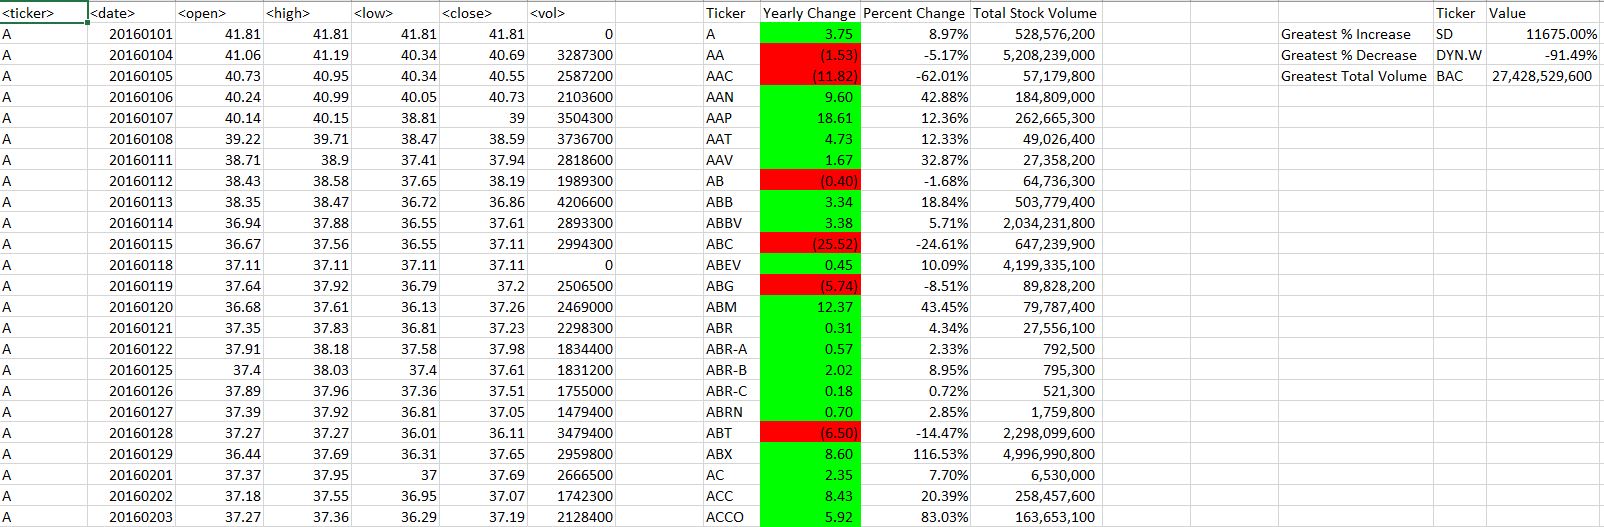 <ticker> <date> <open> <high> <low> <close> <vol> Ticker Yearly Change Percent Change Total Stock Volume Ticker Value
A 20160101 41.81 41.81 41.81 41.81 0 A 3.75 8.97% 528,576,200 Greatest % Increase SD 11675.00%
A 20160104 41.06 41.19 40.34 40.69 3287300 AA (1.53) -5.17% 5,208,239,000 Greatest % Decrease DYN.W -91.49%
A 20160105 40.73 40.95 40.34 40.55 2587200 AAC (11.82) -62.01% 57,179,800 Greatest Total Volume BAC 27,428,529,600
A 20160106 40.24 40.99 40.05 40.73 2103600 AAN 9.60 42.88% 184,809,000
A 20160107 40.14 40.15 38.81 39 3504300 AAP 18.61 12.36% 262,665,300
A 20160108 39.22 39.71 38.47 38.59 3736700 AAT 4.73 12.33% 49,026,400
A 20160111 38.71 38.9 37.41 37.94 2818600 AAV 1.67 32.87% 27,358,200
A 20160112 38.43 38.58 37.65 38.19 1989300 AB (0.40) -1.68% 64,736,300
A 20160113 38.35 38.47 36.72 36.86 4206600 ABB 3.34 18.84% 503,779,400
A 20160114 36.94 37.88 36.55 37.61 2893300 ABBV 3.38 5.71% 2,034,231,800
A 20160115 36.67 37.56 36.55 37.11 2994300 ABC (25.52) -24.61% 647,239,900
A 20160118 37.11 37.11 37.11 37.11 0 ABEV 0.45 10.09% 4,199,335,100
A 20160119 37.64 37.92 36.79 37.2 2506500 ABG (5.74) -8.51% 89,828,200
A 20160120 36.68 37.61 36.13 37.26 2469000 ABM 12.37 43.45% 79,787,400
A 20160121 37.35 37.83 36.81 37.23 2298300 ABR 0.31 4.34% 27,556,100
A 20160122 37.91 38.18 37.58 37.98 1834400 ABR-A 0.57 2.33% 792,500
A 20160125 37.4 38.03 37.4 37.61 1831200 ABR-B 2.02 8.95% 795,300
A 20160126 37.89 37.96 37.36 37.51 1755000 ABR-C 0.18 0.72% 521,300
A 20160127 37.39 37.92 36.81 37.05 1479400 ABRN 0.70 2.85% 1,759,800
A 20160128 37.27 37.27 36.01 36.11 3479400 ABT (6.50) -14.47% 2,298,099,600
A 20160129 36.44 37.69 36.31 37.65 2959800 ABX 8.60 116.53% 4,996,990,800
A 20160201 37.37 37.95 37 37.69 2666500 AC 2.35 7.70% 6,530,000
A 20160202 37.18 37.55 36.95 37.07 1742300 ACC 8.43 20.39% 258,457,600
A 20160203 37.27 37.36 36.29 37.19 2128400 ACCO 5.92 83.03% 163,653,100